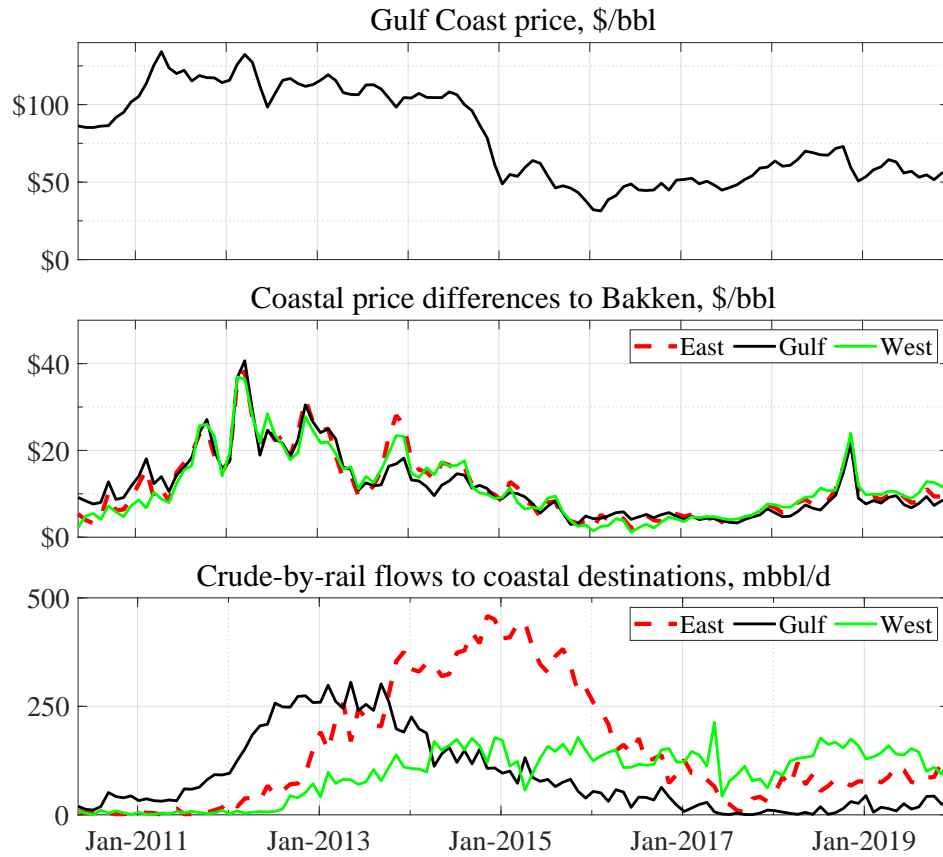 Gulf Coast price, $/bbl
$100
$50
$0
Coastal price differences to Bakken, $/bbl
East Gulf West
$40
$20
$0
Crude-by-rail flows to coastal destinations, mbbl/d
500
East Gulf West
250
0
Jan-2011 Jan-2013 Jan-2015 Jan-2017 Jan-2019